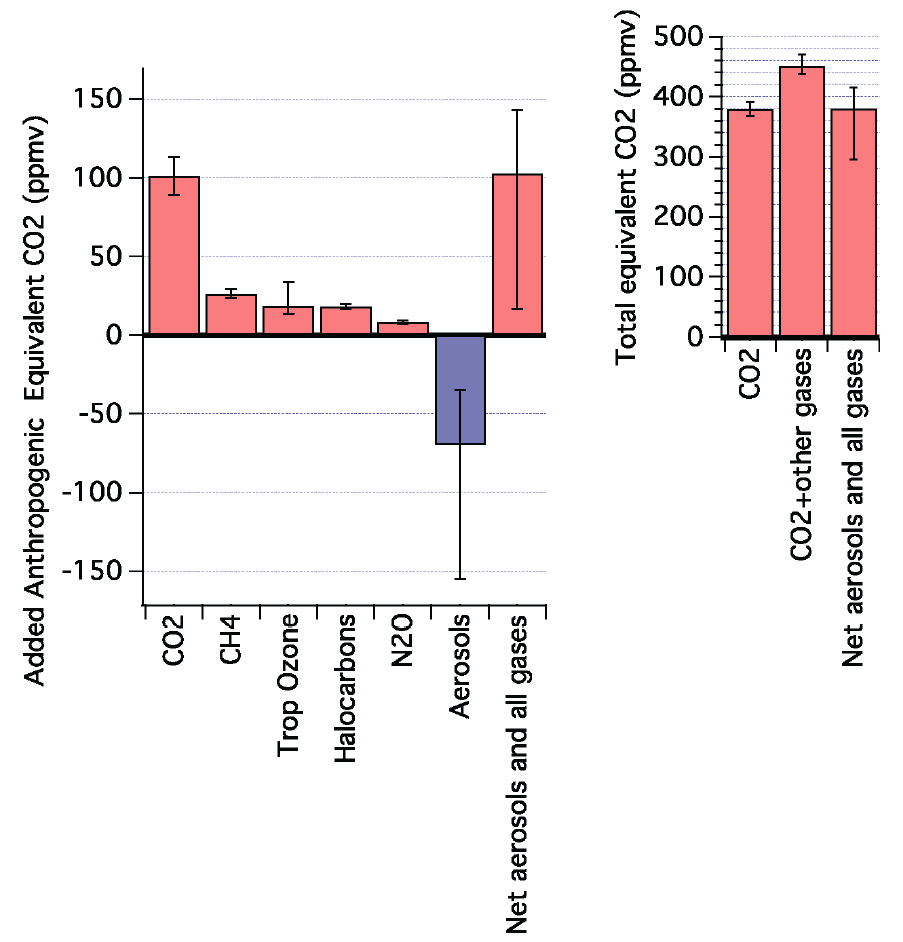 Added Anthropogenic Equivalent CO2 (ppmv)
150
100
50
0
-50
-100
-150
CO2
CH4
Trop Ozone
Halocarbons
N2O
Aerosols
Net aerosols and all gases
Total equivalent CO2 (ppmv)
500
400
300
200
100
0
CO2
CO2+other gases
Net aerosols and all gases